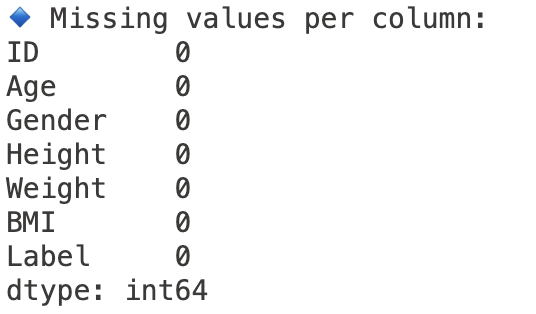 🔹 Missing values per column:
ID        0
Age       0
Gender    0
Height    0
Weight    0
BMI       0
Label     0
dtype: int64